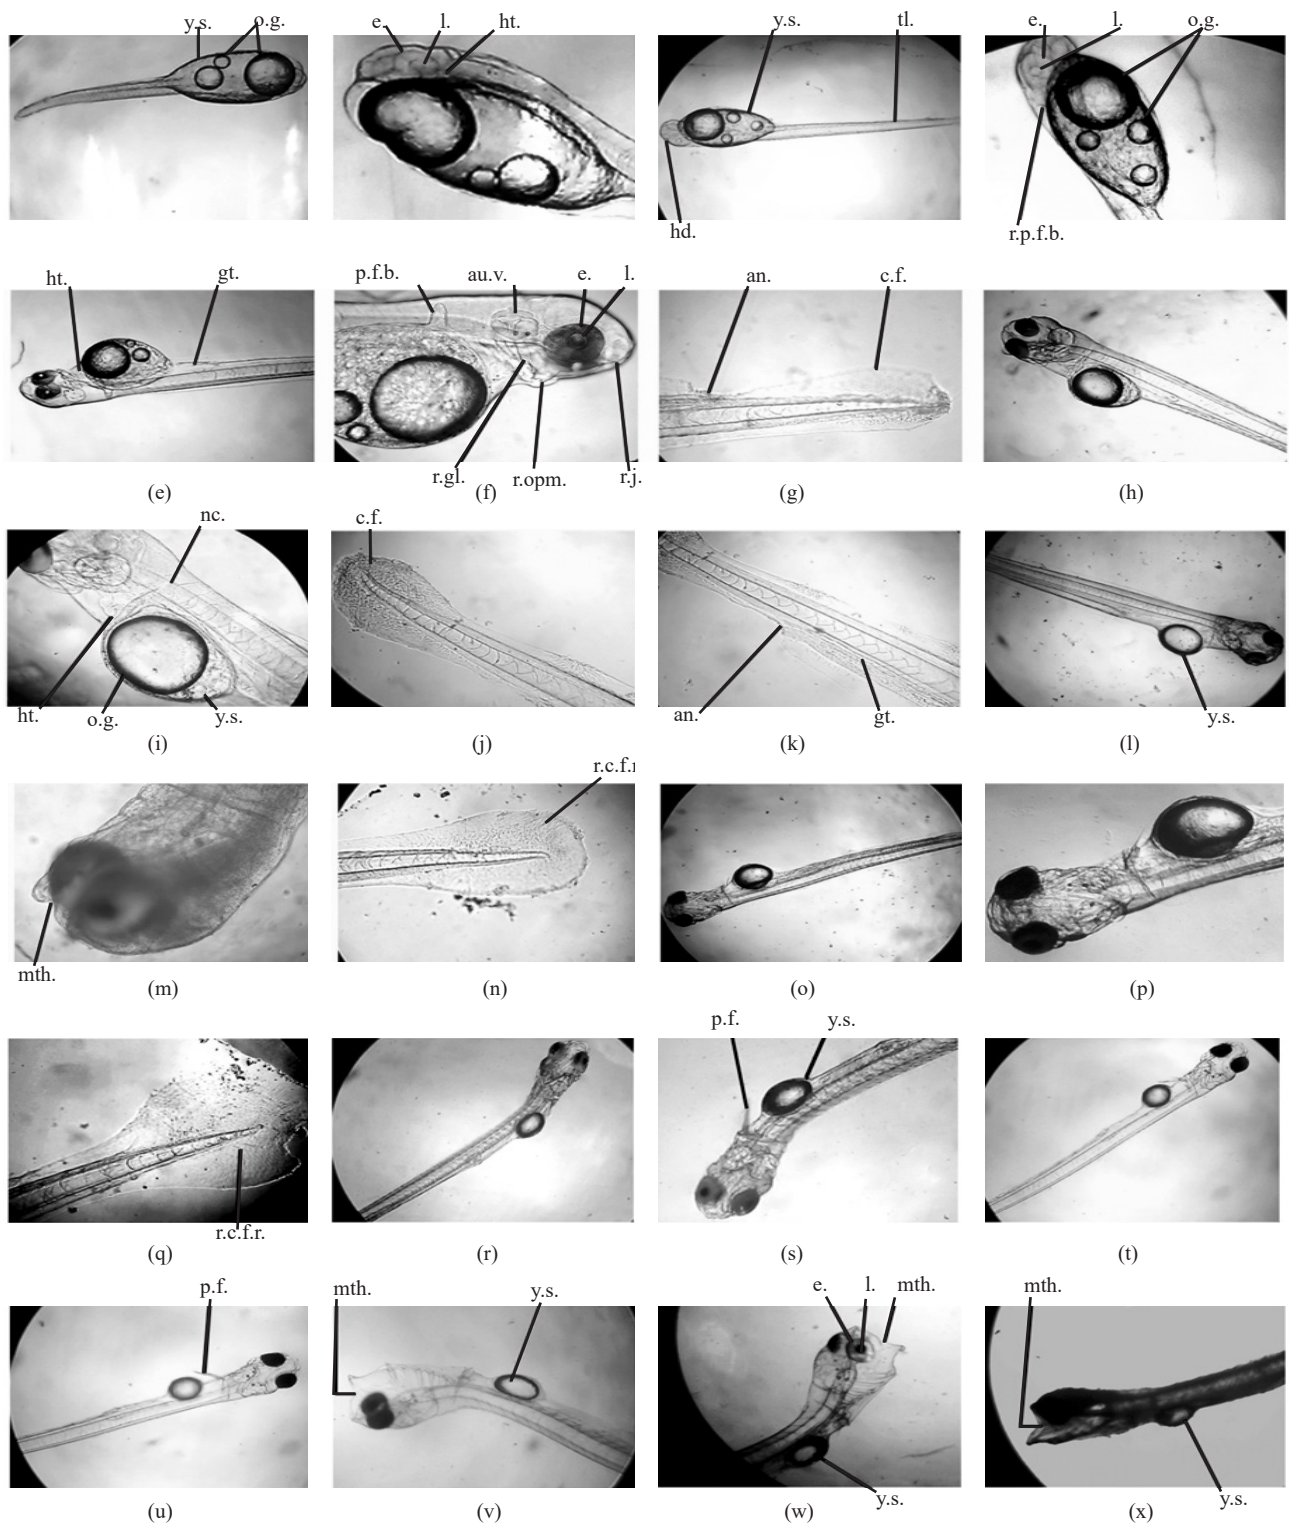 y.s. o.g. e. l. ht. y.s. tl. e. l. o.g.
hd. r.p.f.b.
ht. gt. p.f.b. au.v. e. l. an. c.f.
r.gl. r.opm. r.j.
(e) (f) (g) (h)
nc. c.f.
ht. o.g. y.s. an. gt. y.s.
(i) (j) (k) (l)
r.c.f.r
mth.
(m) (n) (o) (p)
p.f. y.s.
r.c.f.r.
(q) (r) (s) (t)
p.f. mth. y.s. e. l. mth. mth.
y.s. y.s.
(u) (v) (w) (x)